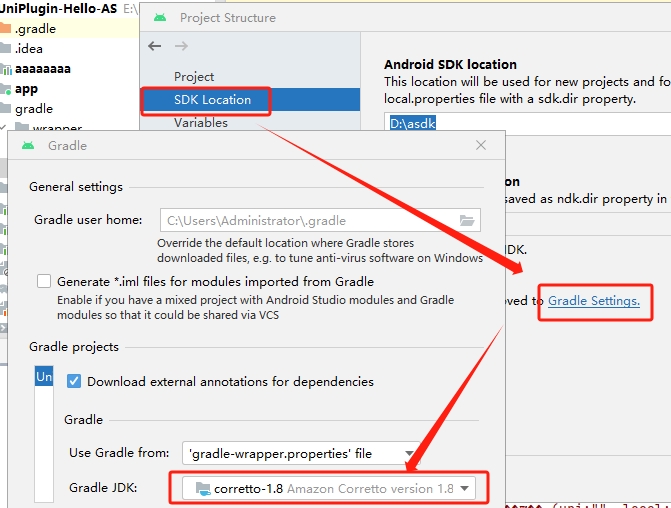 UniPlugin-Hello-AS E:\
.gradle
.idea
aaaaaaaa
app
gradle
wrapper
Project Structure
Project
SDK Location
Variables
Android SDK location
This location will be used for new projects and fo
local.properties file with a sdk.dir property.
D:\asdk
on
saved as ndk.dir property in
DK.
oved to Gradle Settings.
Gradle
General settings
Gradle user home: C:\Users\Administrator\.gradle
Override the default location where Gradle stores
downloaded files, e.g. to tune anti-virus software on Windows
Generate *.iml files for modules imported from Gradle
Enable if you have a mixed project with Android Studio modules and Gradle
modules so that it could be shared via VCS
Gradle projects
Un
Download external annotations for dependencies
Gradle
Use Gradle from: 'gradle-wrapper.properties' file
Gradle JDK: corretto-1.8 Amazon Corretto version 1.8